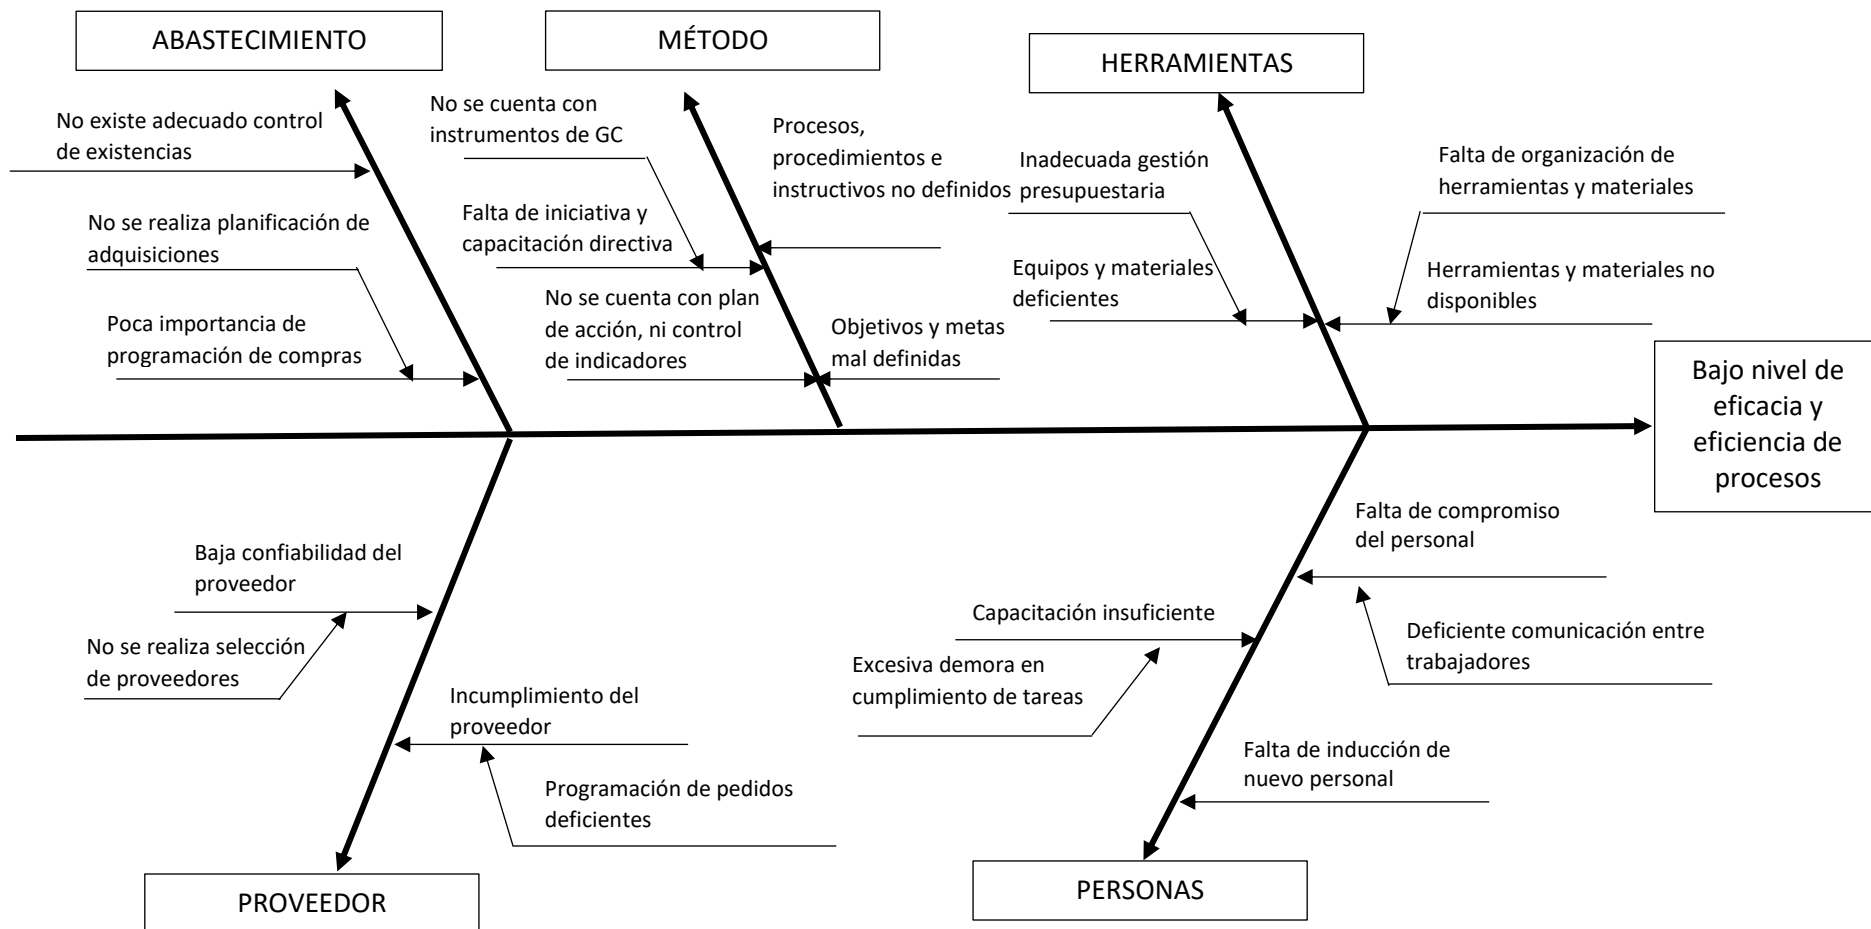 ABASTECIMIENTO
MÉTODO
HERRAMIENTAS
No existe adecuado control
de existencias
No se realiza planificación de
adquisiciones
Poca importancia de
programación de compras
No se cuenta con
instrumentos de GC
Falta de iniciativa y
capacitación directiva
No se cuenta con plan
de acción, ni control
de indicadores
Procesos,
procedimientos e
instructivos no definidos
Objetivos y metas
mal definidas
Inadecuada gestión
presupuestaria
Equipos y materiales
deficientes
Falta de organización de
herramientas y materiales
Herramientas y materiales no
disponibles
Bajo nivel de
eficacia y
eficiencia de
procesos
Baja confiabilidad del
proveedor
No se realiza selección
de proveedores
Incumplimiento del
proveedor
Programación de pedidos
deficientes
Capacitación insuficiente
Excesiva demora en
cumplimiento de tareas
Falta de compromiso
del personal
Deficiente comunicación entre
trabajadores
Falta de inducción de
nuevo personal
PROVEEDOR
PERSONAS